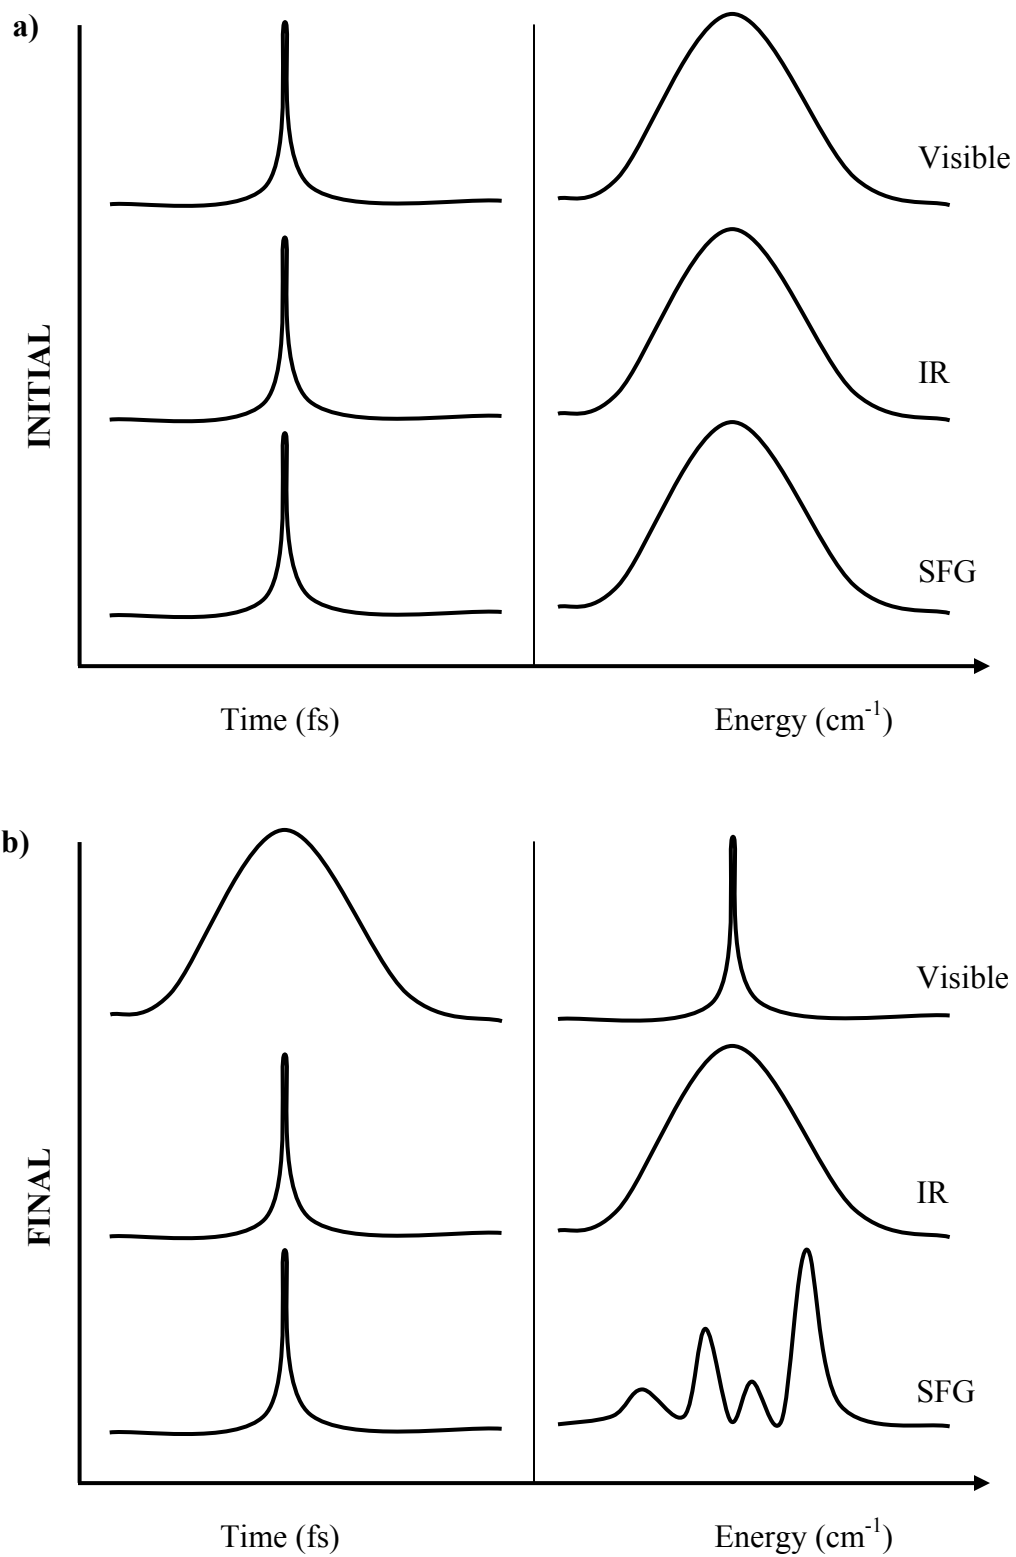 a)
INITIAL
Visible
IR
SFG
Time (fs)
Energy (cm⁻¹)
b)
FINAL
Visible
IR
SFG
Time (fs)
Energy (cm⁻¹)